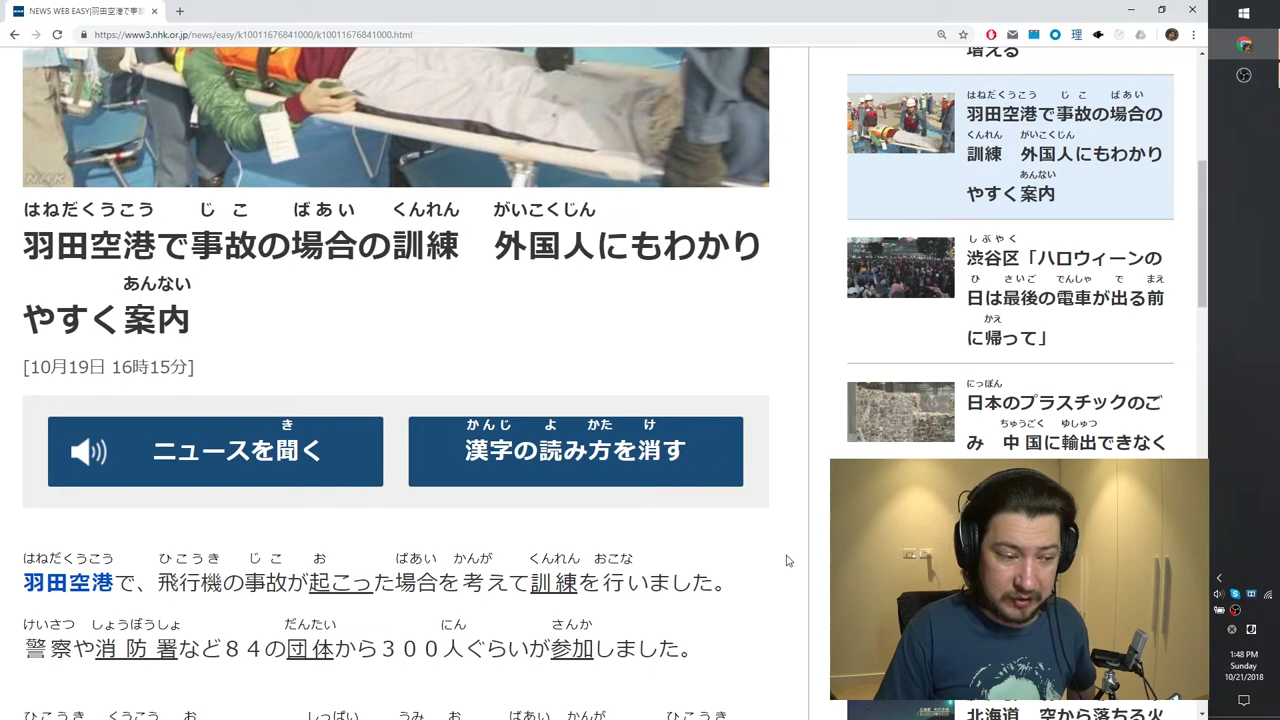 NEWS WEB EASY|羽田空港で事
https://www3.nhk.or.jp/news/easy/k10011676841000/k10011676841000.html
理
NHK
はねだくうこう じこ ばあい くんれん がいこくじん
羽田空港で事故の場合の訓練 外国人にもわかり
あんない
やすく案内
[10月19日 16時15分]
き
ニュースを聞く
かんじ よ かた け
漢字の読み方を消す
はねだくうこう ひこうき じこ お ばあい かんが くんれん おこな
羽田空港で、飛行機の事故が起こった場合を考えて訓練を行いました。
けいさつ しょうぼうしょ だんたい にん さんか
警察や消防署など84の団体から300人ぐらいが参加しました。
ひこうき くうこう お しっぱい うみ お ばあい かんが ひこうき
増える
はねだくうこう じこ ばあい
羽田空港で事故の場合の
くんれん がいこくじん
訓練 外国人にもわかり
あんない
やすく案内
しぶやく
渋谷区「ハロウィーンの
ひ さいご でんしゃ で まえ
日は最後の電車が出る前
かえ
に帰って」
にっぽん
日本のプラスチックのご
ちゅうごく ゆしゅつ
み 中国に輸出できなく
北海道 空から落ちる火
1:48 PM
Sunday
10/21/2018